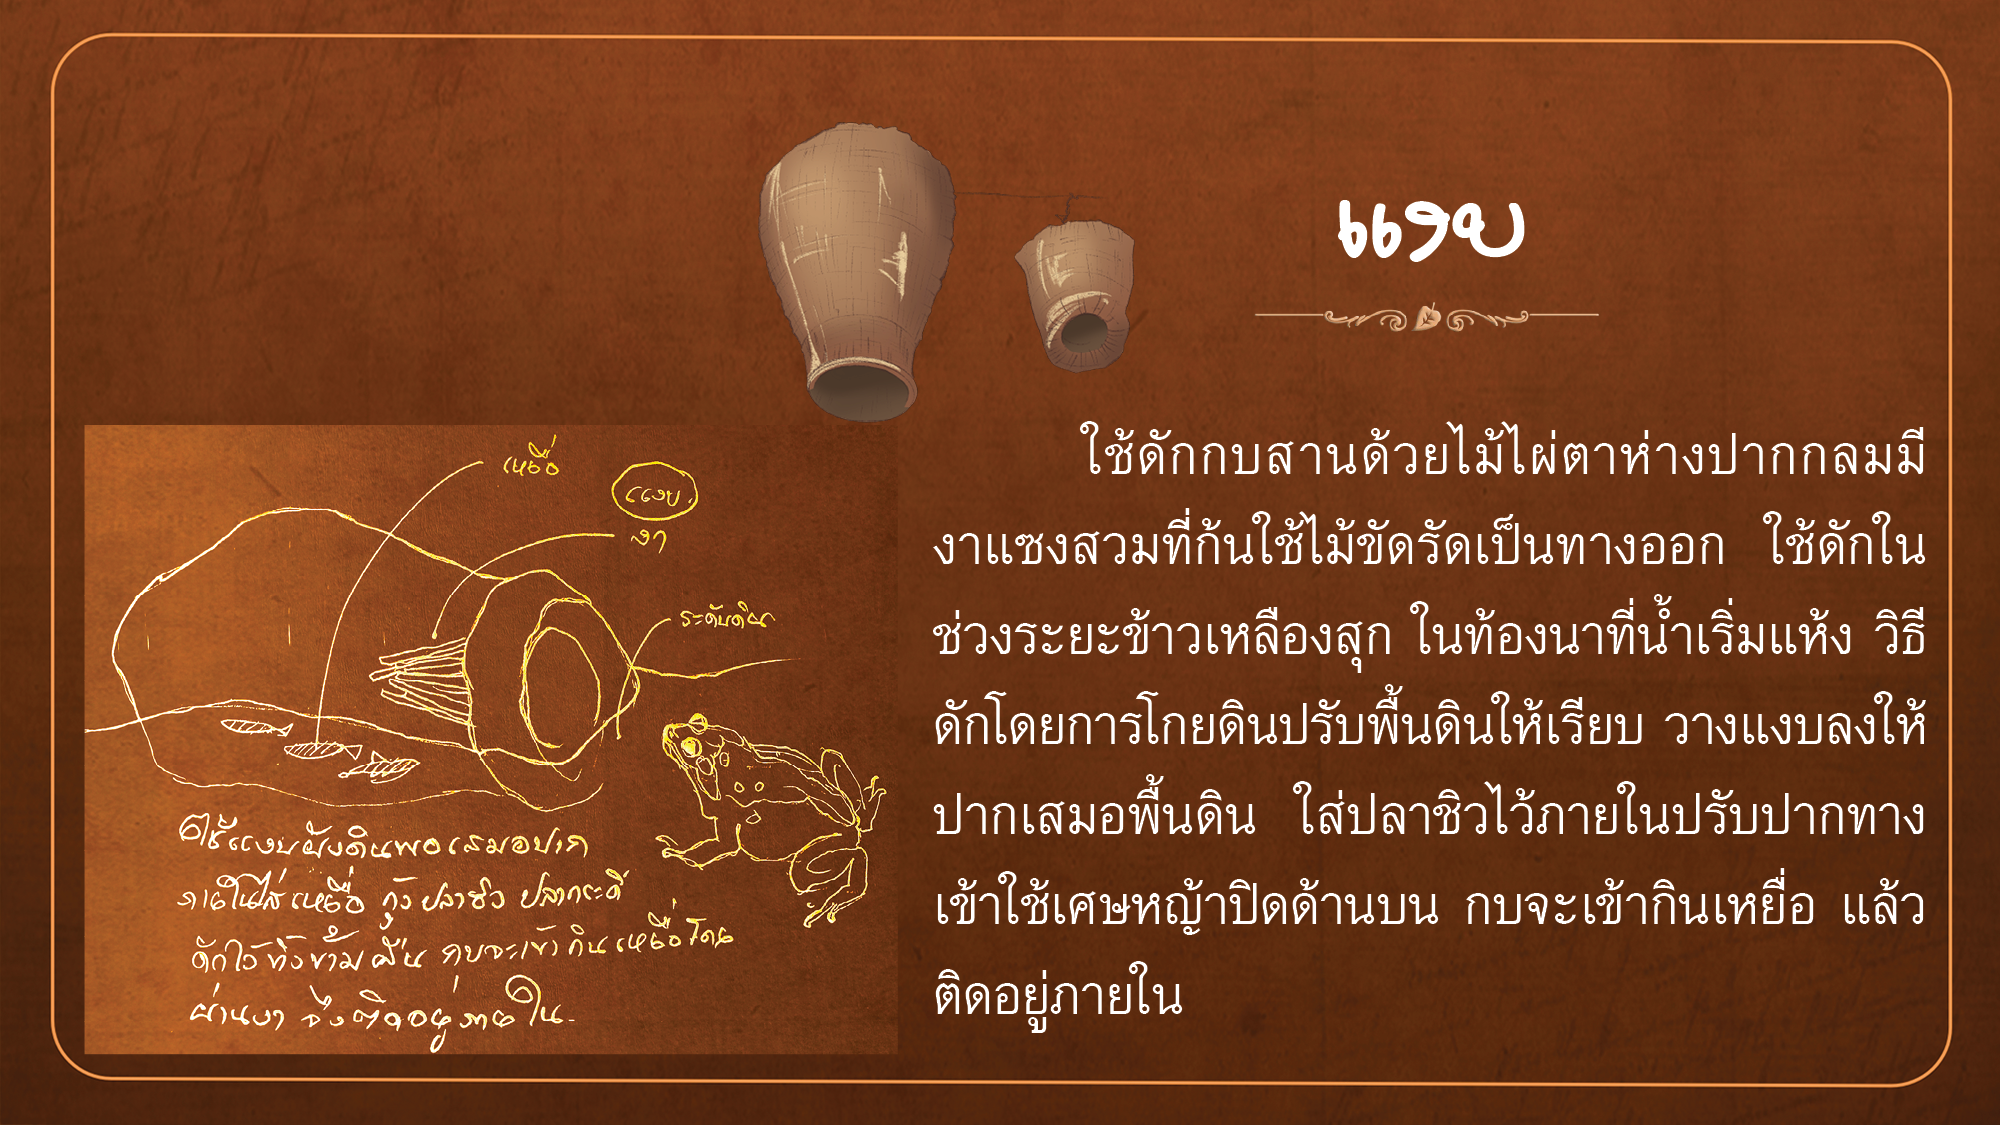 แงบ
ใช้ดักกบสานด้วยไม้ไผ่ตาห่างปากกลมมี
งาแซงสวมที่ก้นใช้ไม้ขัดรัดเป็นทางออก ใช้ดักใน
ช่วงระยะข้าวเหลืองสุก ในท้องนาที่น้ำเริ่มแห้ง วิธี
ดักโดยการโกยดินปรับพื้นดินให้เรียบ วางแงบลงให้
ปากเสมอพื้นดิน ใส่ปลาซิวไว้ภายในปรับปากทาง
เข้าใช้เศษหญ้าปิดด้านบน กบจะเข้ากินเหยื่อ แล้ว
ติดอยู่ภายใน
เหยื่อ
แงบ
งา
ระดับดิน
ใช้แงบฝังดินพอเสมอปาก
ภายในใส่เหยื่อ กุ้ง ปลาซิว ปลากระดี่
ดักไว้ทิ้งข้ามคืน กบจะเข้ากินเหยื่อโดย
ผ่านงา จึงติดอยู่ภายใน